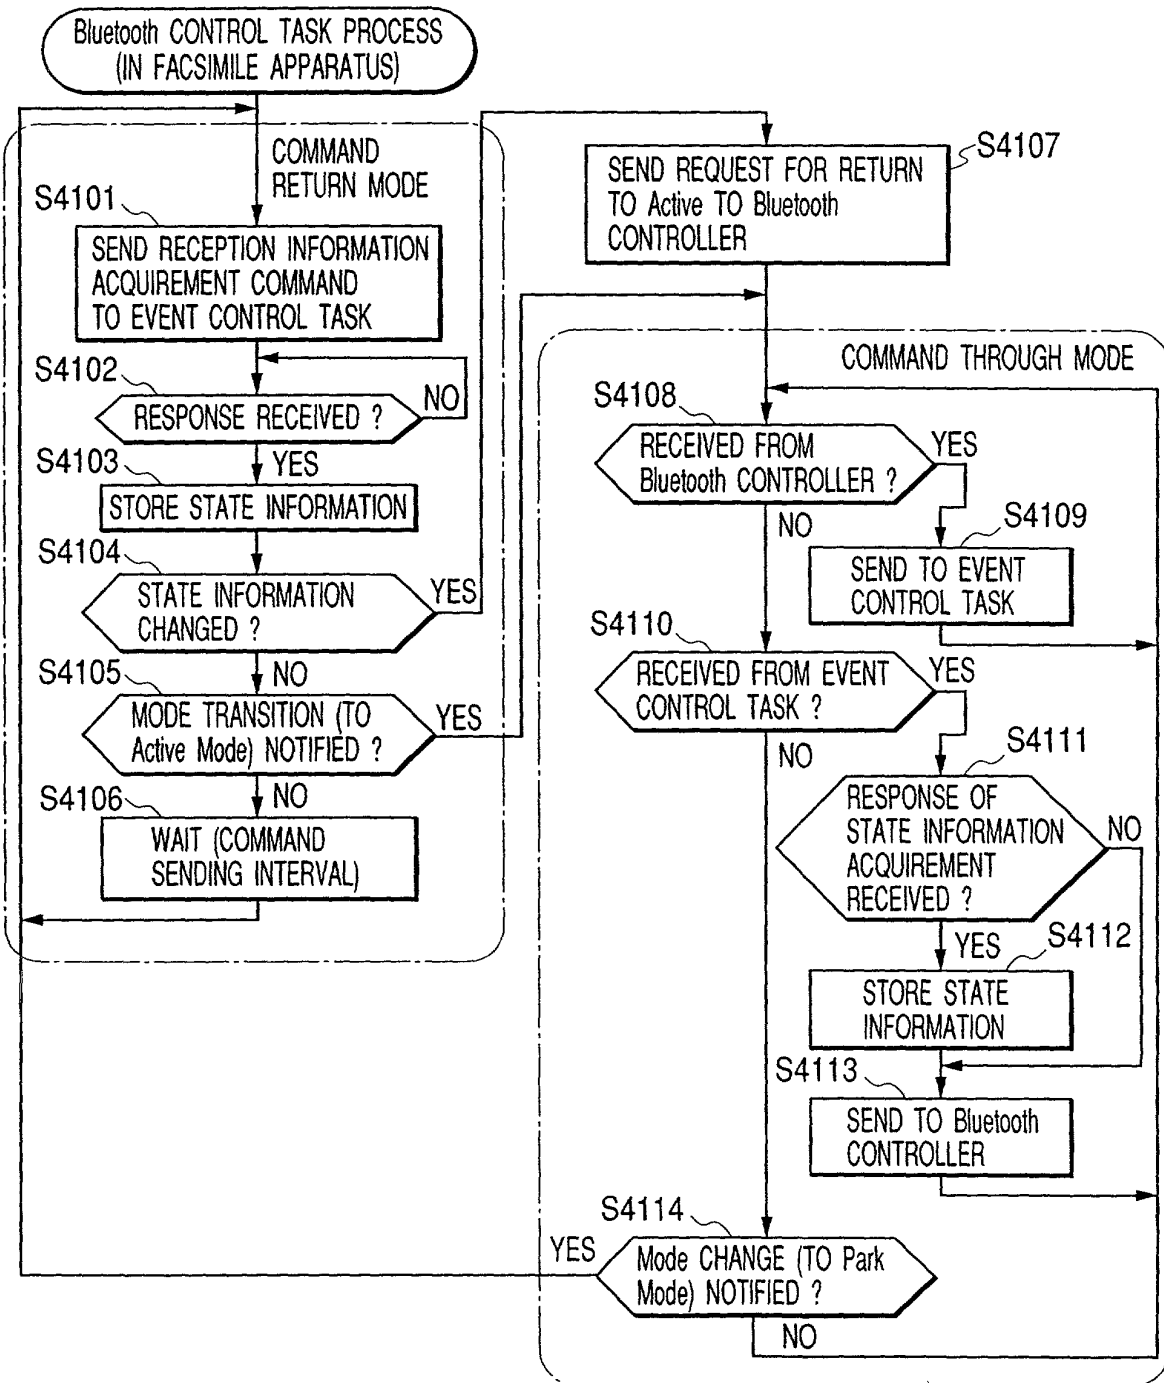 Bluetooth CONTROL TASK PROCESS
(IN FACSIMILE APPARATUS)
COMMAND
RETURN MODE
S4101
SEND RECEPTION INFORMATION
ACQUIREMENT COMMAND
TO EVENT CONTROL TASK
S4102
RESPONSE RECEIVED ?
NO
YES
S4103
STORE STATE INFORMATION
S4104
STATE INFORMATION
CHANGED ?
YES
NO
S4105
MODE TRANSITION (TO
Active Mode) NOTIFIED ?
YES
NO
S4106
WAIT (COMMAND
SENDING INTERVAL)
S4107
SEND REQUEST FOR RETURN
TO Active TO Bluetooth
CONTROLLER
COMMAND THROUGH MODE
S4108
RECEIVED FROM
Bluetooth CONTROLLER ?
YES
NO
S4109
SEND TO EVENT
CONTROL TASK
S4110
RECEIVED FROM EVENT
CONTROL TASK ?
YES
NO
S4111
RESPONSE OF
STATE INFORMATION
ACQUIREMENT
RECEIVED ?
NO
YES
S4112
STORE STATE
INFORMATION
S4113
SEND TO Bluetooth
CONTROLLER
S4114
Mode CHANGE (TO Park
Mode) NOTIFIED ?
YES
NO